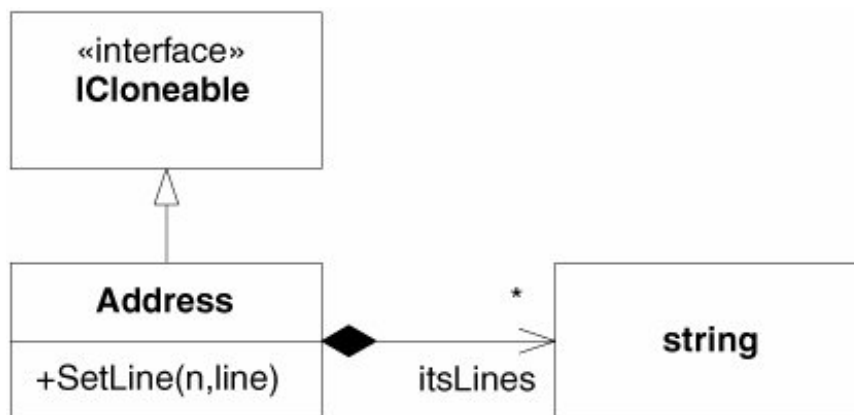 «interface»
ICloneable
Address
+SetLine(n,line)
*
itsLines
string